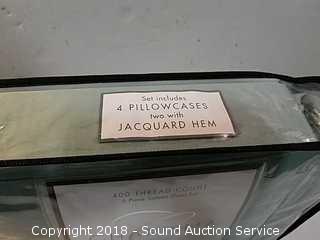 Set includes
4 PILLOWCASES
two with
JACQUARD HEM
400 THREAD COUNT
Copyright 2018 - Sound Auction Service